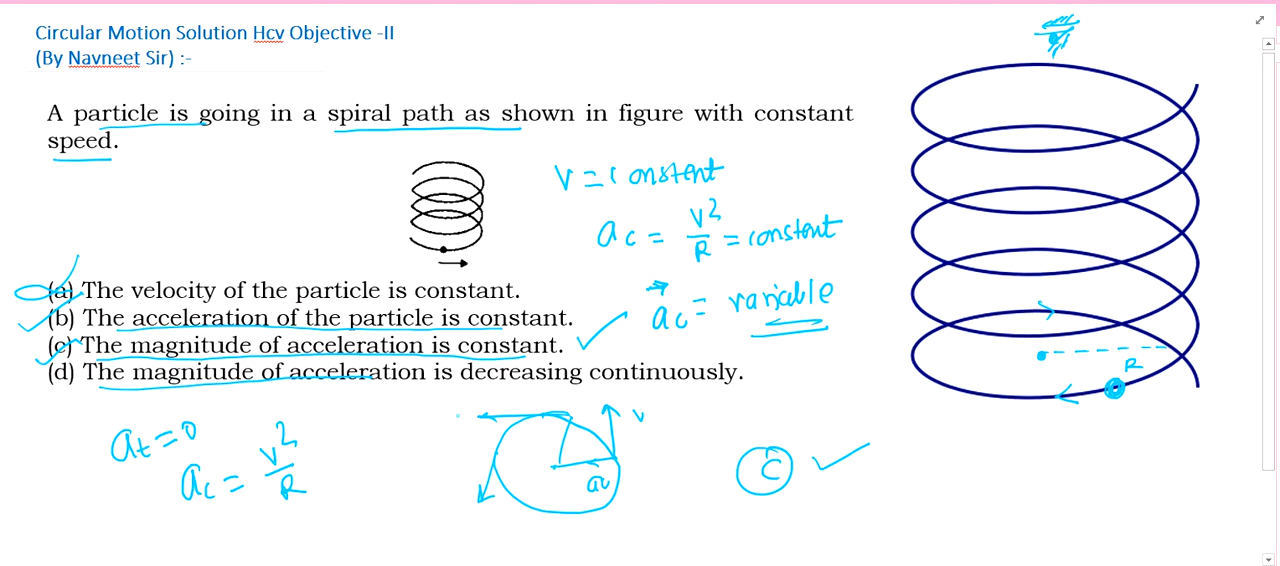 Circular Motion Solution Hcv Objective -II
(By Navneet Sir) :-
A particle is going in a spiral path as shown in figure with constant
speed.
v = constant
ac = v²/R = constant
(a) The velocity of the particle is constant.
(b) The acceleration of the particle is constant.
(c) The magnitude of acceleration is constant.
(d) The magnitude of acceleration is decreasing continuously.
a⃗c = variable
R
at = 0
ac = v²/R
v
ac
C